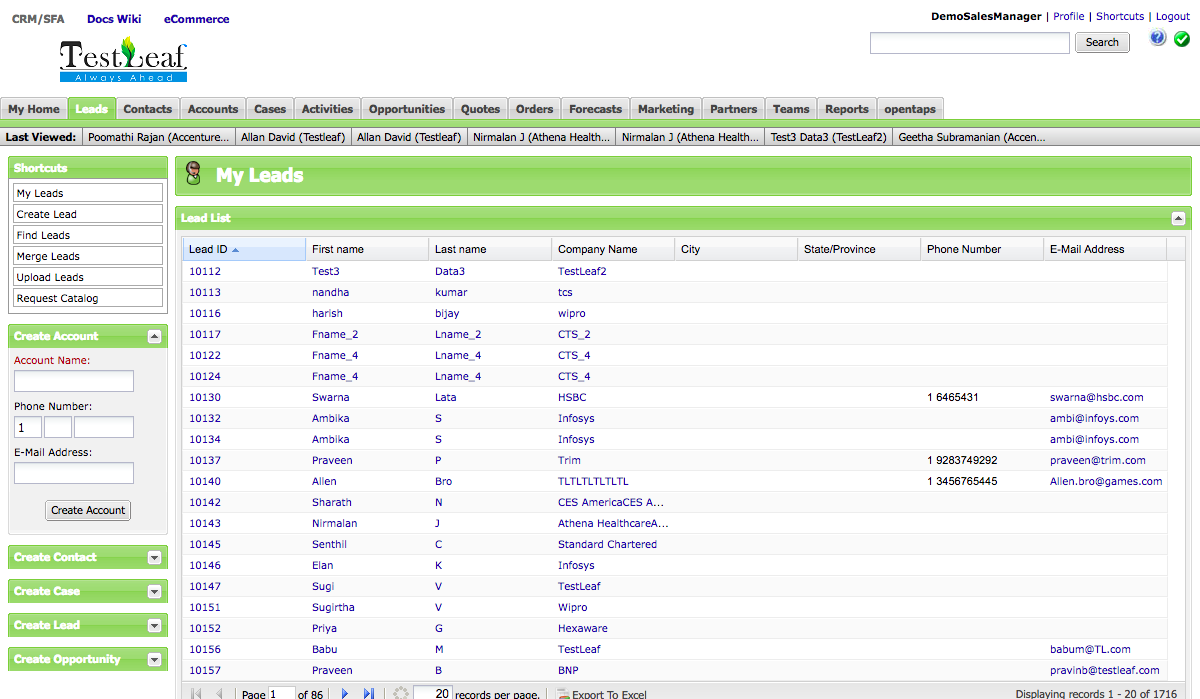 CRM/SFA Docs Wiki eCommerce
DemoSalesManager | Profile | Shortcuts | Logout
TestLeaf
Always Ahead
Search
My Home Leads Contacts Accounts Cases Activities Opportunities Quotes Orders Forecasts Marketing Partners Teams Reports opentaps
Last Viewed: Poomathi Rajan (Accenture... Allan David (Testleaf) Allan David (Testleaf) Nirmalan J (Athena Health... Nirmalan J (Athena Health... Test3 Data3 (TestLeaf2) Geetha Subramanian (Accen...
Shortcuts
My Leads
Create Lead
Find Leads
Merge Leads
Upload Leads
Request Catalog
Create Account
Account Name:
Phone Number:
1
E-Mail Address:
Create Account
Create Contact
Create Case
Create Lead
Create Opportunity
My Leads
Lead List
Lead ID First name Last name Company Name City State/Province Phone Number E-Mail Address
10112 Test3 Data3 TestLeaf2
10113 nandha kumar tcs
10116 harish bijay wipro
10117 Fname_2 Lname_2 CTS_2
10122 Fname_4 Lname_4 CTS_4
10124 Fname_4 Lname_4 CTS_4
10130 Swarna Lata HSBC 1 6465431 swarna@hsbc.com
10132 Ambika S Infosys ambi@infoys.com
10134 Ambika S Infosys ambi@infoys.com
10137 Praveen P Trim 1 9283749292 praveen@trim.com
10140 Allen Bro TLTLTLTLTLTL 1 3456765445 Allen.bro@games.com
10142 Sharath N CES AmericaCES A...
10143 Nirmalan J Athena HealthcareA...
10145 Senthil C Standard Chartered
10146 Elan K Infosys
10147 Sugi V TestLeaf
10151 Sugirtha V Wipro
10152 Priya G Hexaware
10156 Babu M TestLeaf babum@TL.com
10157 Praveen B BNP pravinb@testleaf.com
Page 1 of 86 20 records per page. Export To Excel Displaying records 1 - 20 of 1716